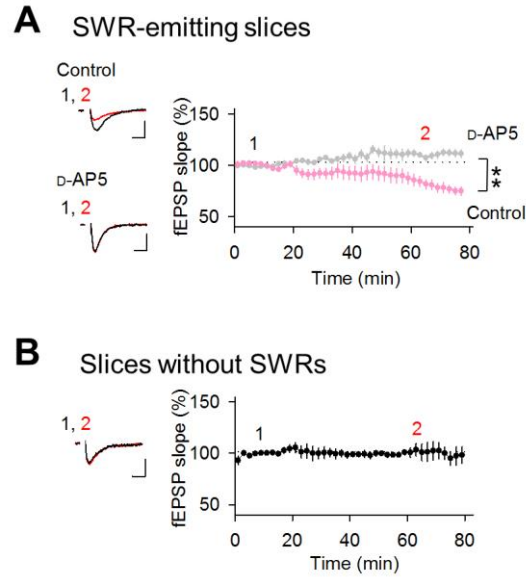 A SWR-emitting slices
Control
1, 2
D-AP5
1, 2
fEPSP slope (%)
150
100
50
1
2
D-AP5
**
Control
0 20 40 60 80
Time (min)
B Slices without SWRs
1, 2
fEPSP slope (%)
150
100
50
1
2
0 20 40 60 80
Time (min)